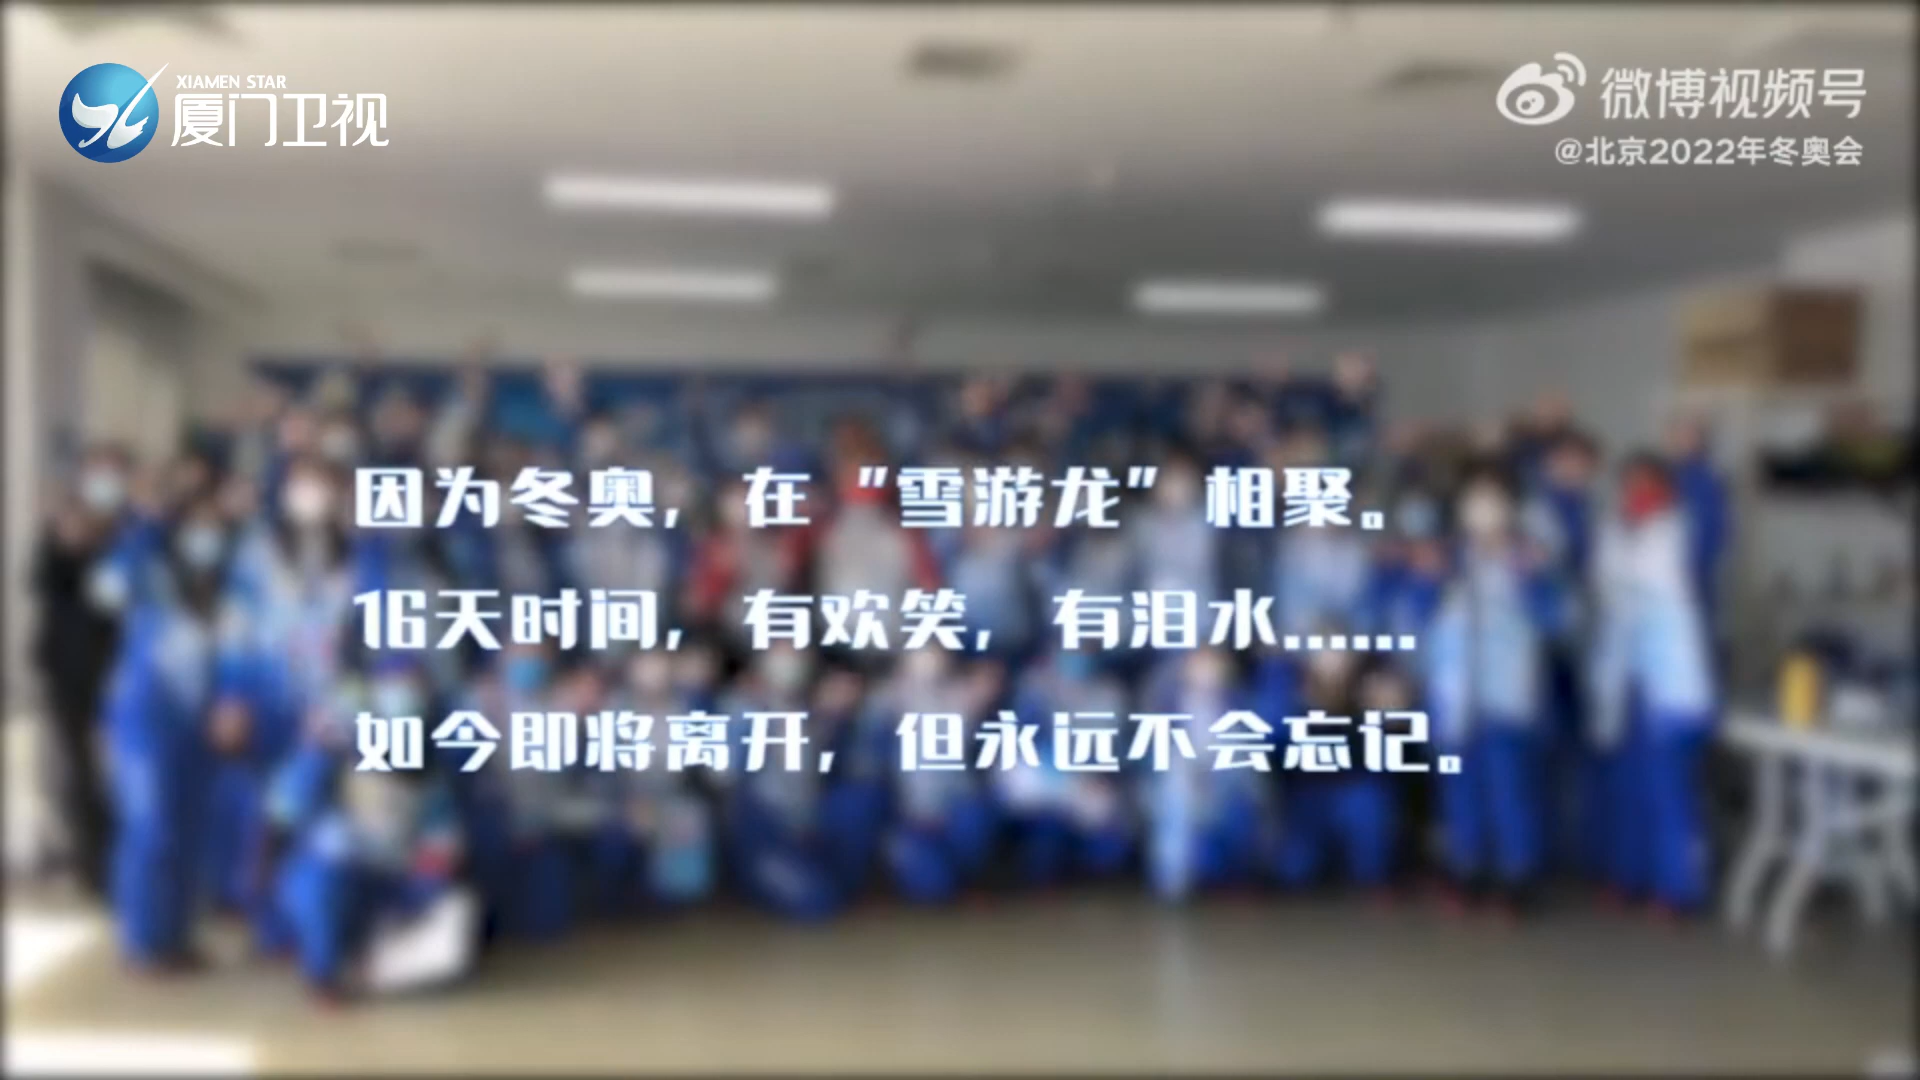 XIAMEN STAR
厦门卫视
微博视频号
@北京2022年冬奥会
因为冬奥，在"雪游龙"相聚。
16天时间，有欢笑，有泪水......
如今即将离开，但永远不会忘记。